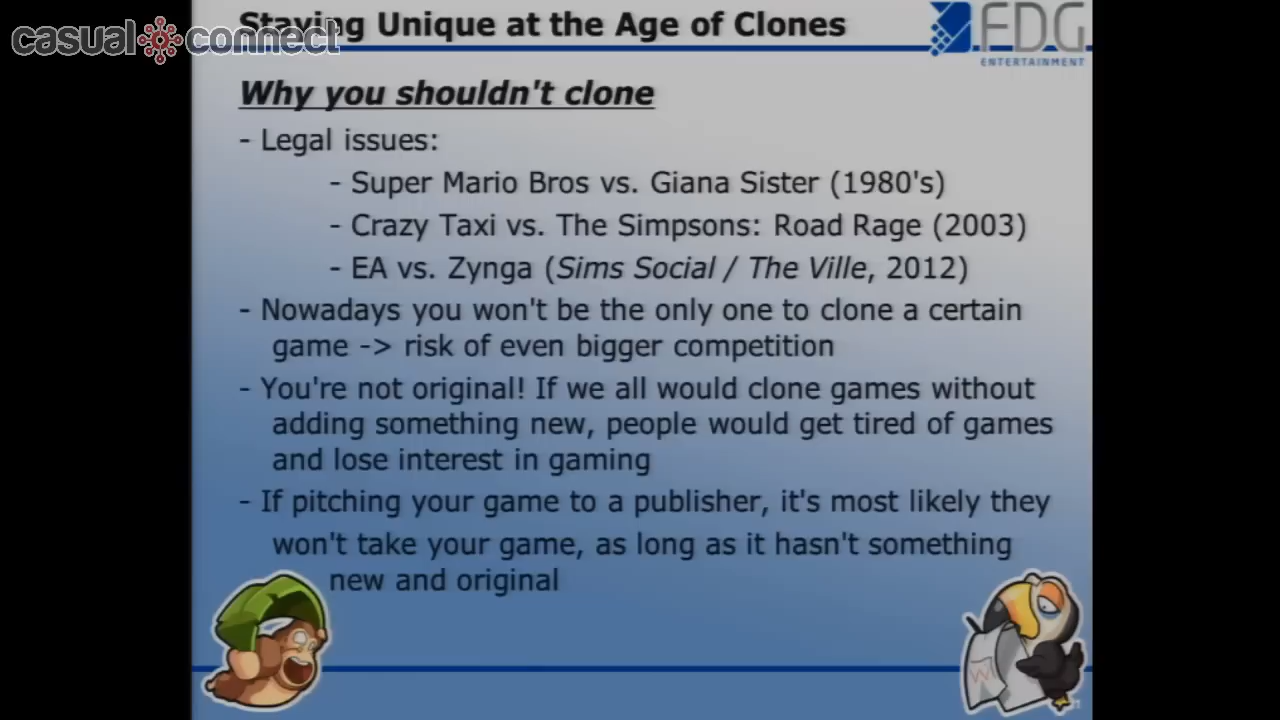 Staying Unique at the Age of Clones
casual connect
FDG
ENTERTAINMENT
Why you shouldn't clone
- Legal issues:
- Super Mario Bros vs. Giana Sister (1980's)
- Crazy Taxi vs. The Simpsons: Road Rage (2003)
- EA vs. Zynga (Sims Social / The Ville, 2012)
- Nowadays you won't be the only one to clone a certain
game -> risk of even bigger competition
- You're not original! If we all would clone games without
adding something new, people would get tired of games
and lose interest in gaming
- If pitching your game to a publisher, it's most likely they
won't take your game, as long as it hasn't something
new and original